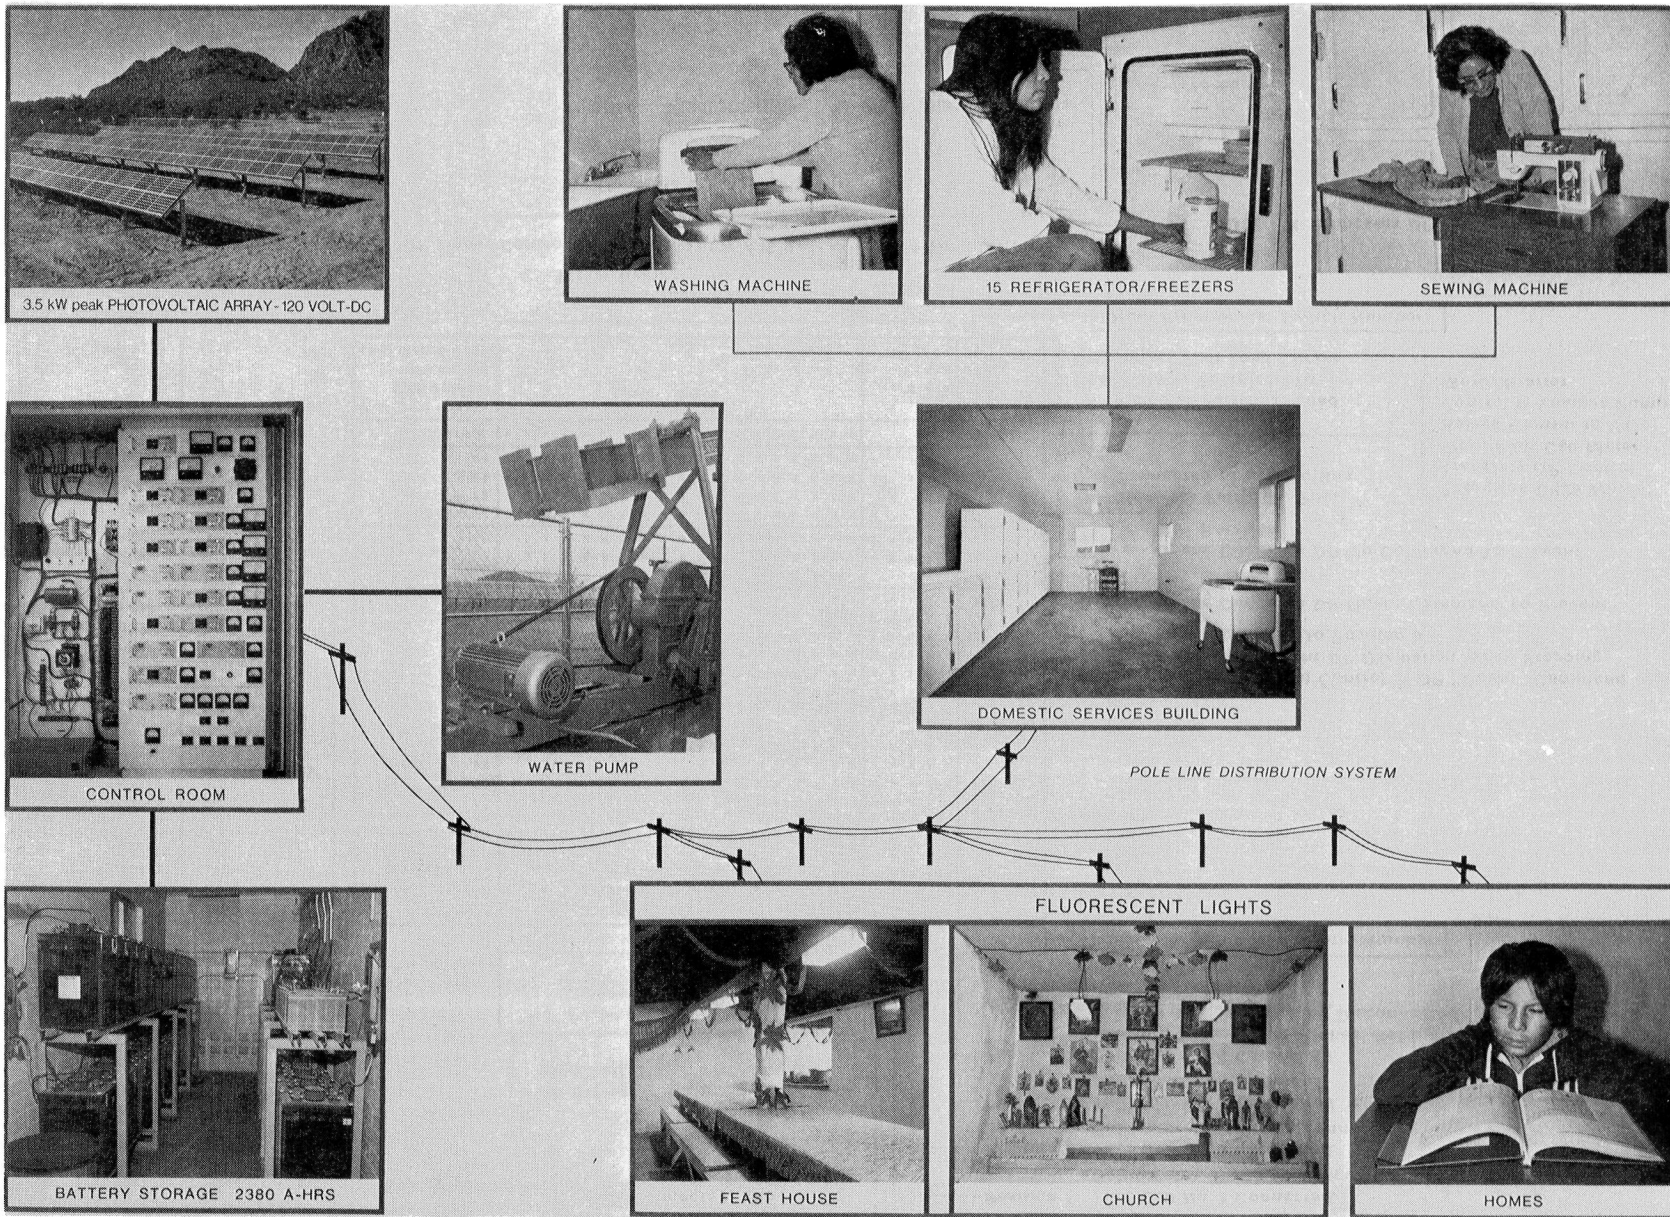 3.5 kW peak PHOTOVOLTAIC ARRAY - 120 VOLT-DC
WASHING MACHINE
15 REFRIGERATOR/FREEZERS
SEWING MACHINE
CONTROL ROOM
WATER PUMP
DOMESTIC SERVICES BUILDING
POLE LINE DISTRIBUTION SYSTEM
BATTERY STORAGE 2380 A-HRS
FLUORESCENT LIGHTS
FEAST HOUSE
CHURCH
HOMES